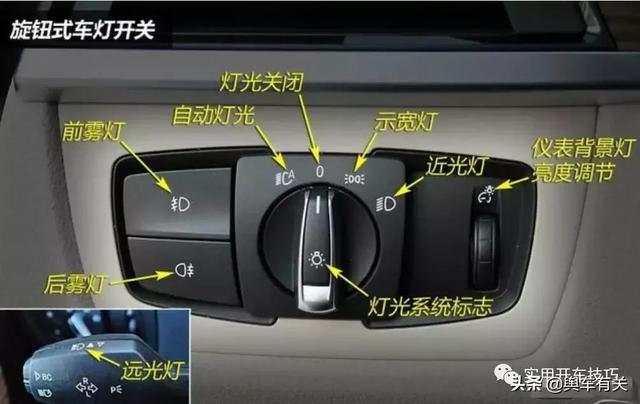 旋钮式车灯开关
灯光关闭
自动灯光
示宽灯
前雾灯
近光灯
仪表背景灯
亮度调节
A
0
后雾灯
灯光系统标志
远光灯
BC
R
L
实用开车技巧
头条 @舆车有关